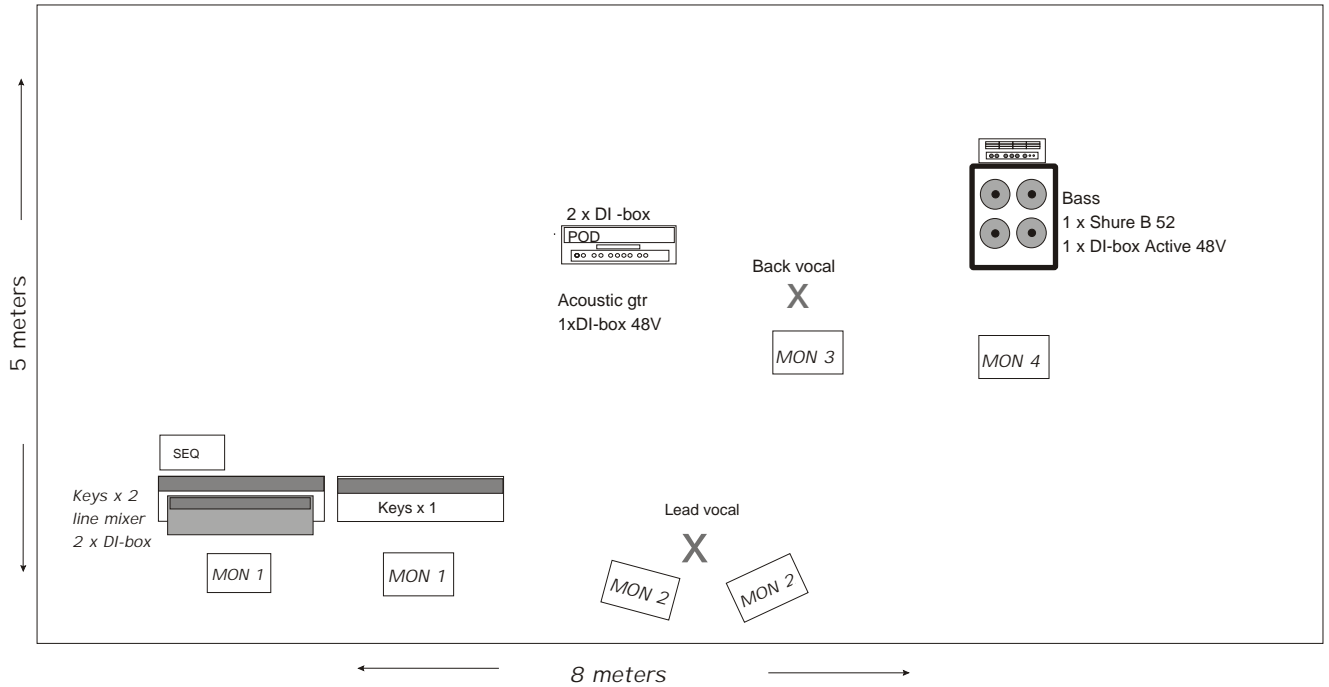 2 x DI -box
POD
Acoustic gtr
1xDI-box 48V
Back vocal
MON 3
Bass
1 x Shure B 52
1 x DI-box Active 48V
MON 4
5 meters
SEQ
Keys x 2
line mixer
2 x DI-box
Keys x 1
MON 1
MON 1
Lead vocal
X
X
MON 2
MON 2
8 meters